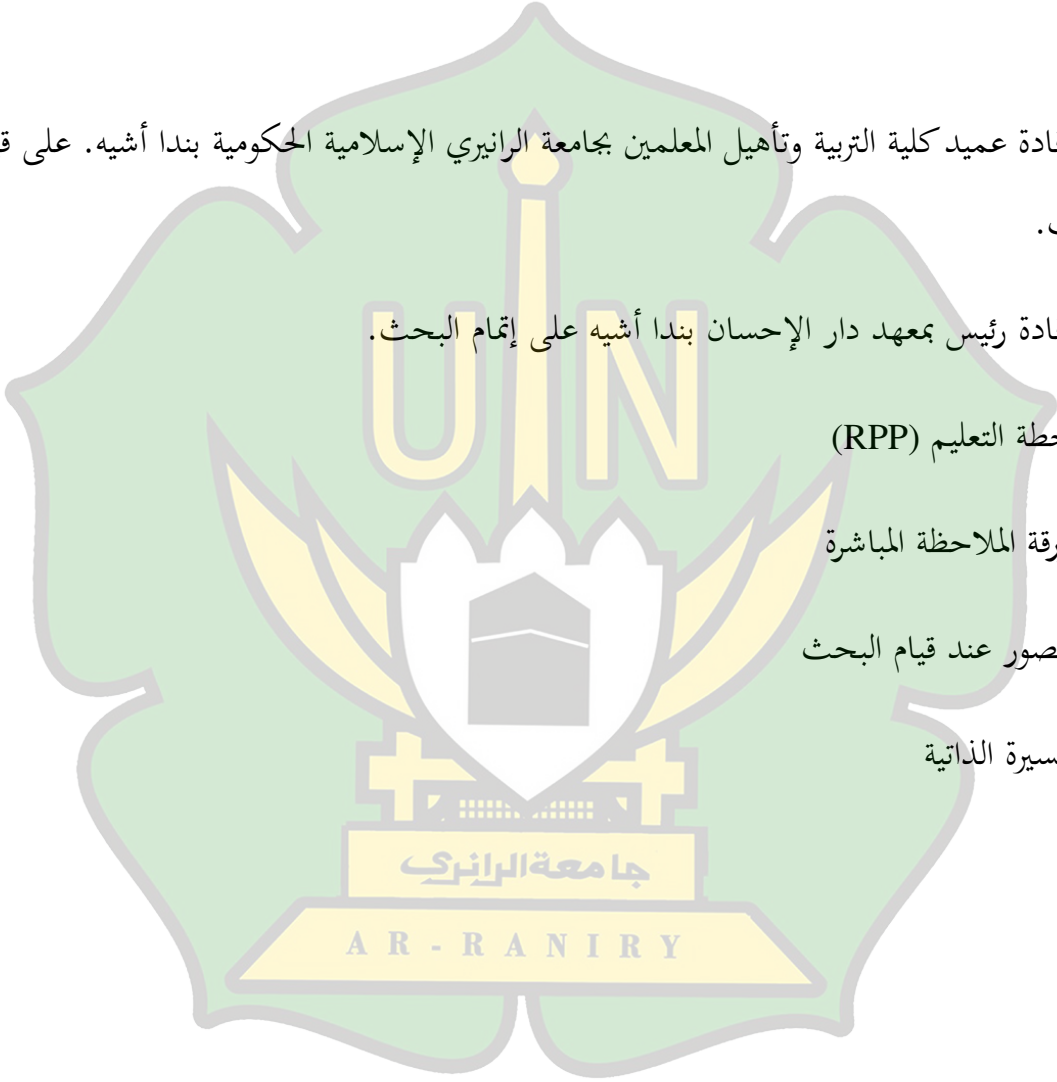 ادة عميد كلية التربية وتأهيل المعلمين بجامعة الرانيري الإسلامية الحكومية بندا أشيه. على
ادة رئيس بمعهد دار الإحسان بندا أشيه على إتمام البحث.
خطة التعليم (RPP)
رقة الملاحظة المباشرة
صور عند قيام البحث
سيرة الذاتية
UIN
جامعة الرانري
AR-RANIRY